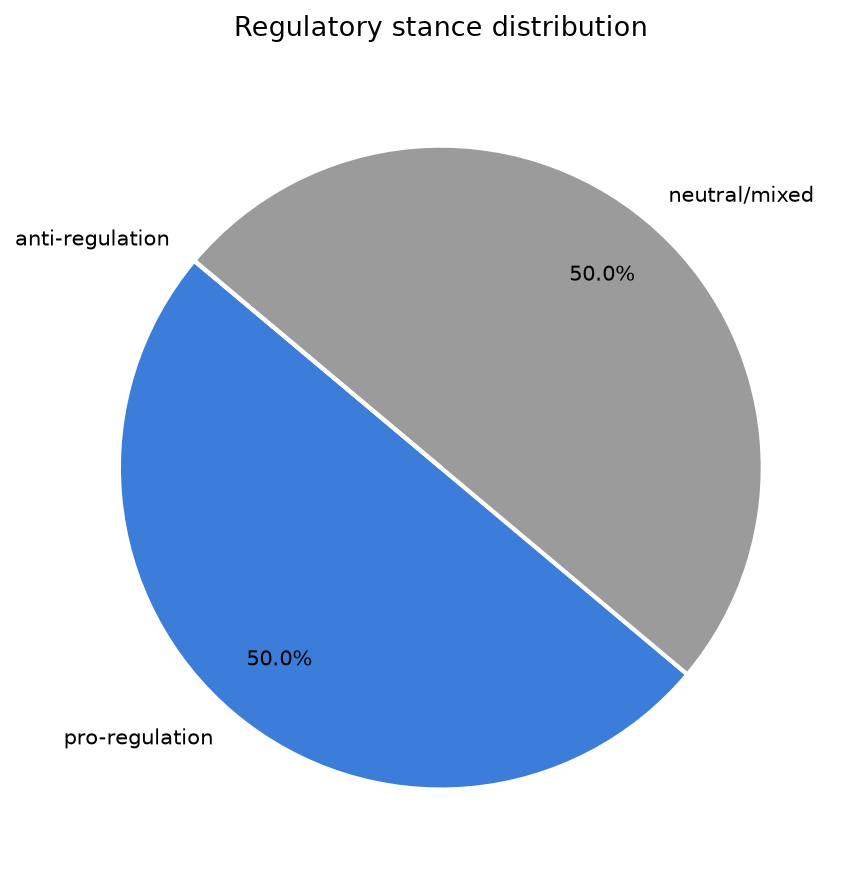 Regulatory stance distribution
neutral/mixed
anti-regulation
50.0%
50.0%
pro-regulation